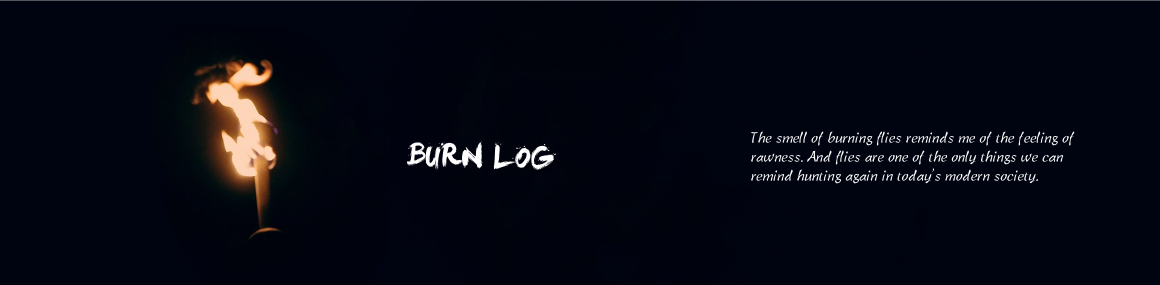 BURN LOG
The smell of burning flies reminds me of the feeling of
rawness. And flies are one of the only things we can
remind hunting again in today's modern society.